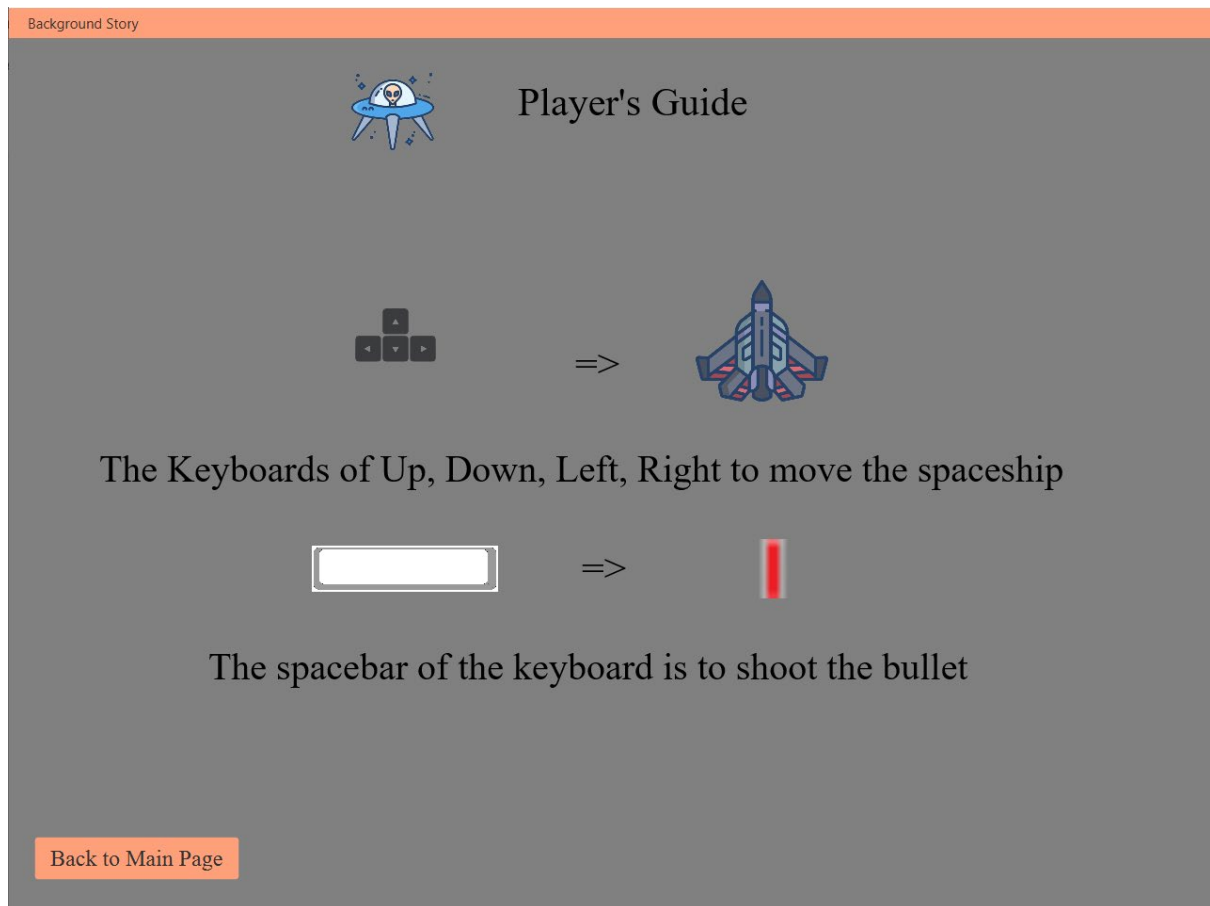 Background Story
Player's Guide
=>
The Keyboards of Up, Down, Left, Right to move the spaceship
=>
The spacebar of the keyboard is to shoot the bullet
Back to Main Page